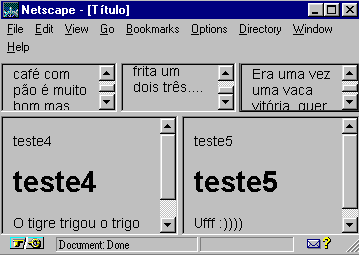 Netscape - [Título]
File Edit View Go Bookmarks Options Directory Window
Help
café com
pão é muito
bom mas
frita um
dois três....
Era uma vez
uma vaca
vitória, quer
teste4
teste4
O tigre trigou o trigo
teste5
teste5
Ufff :))))
Document: Done